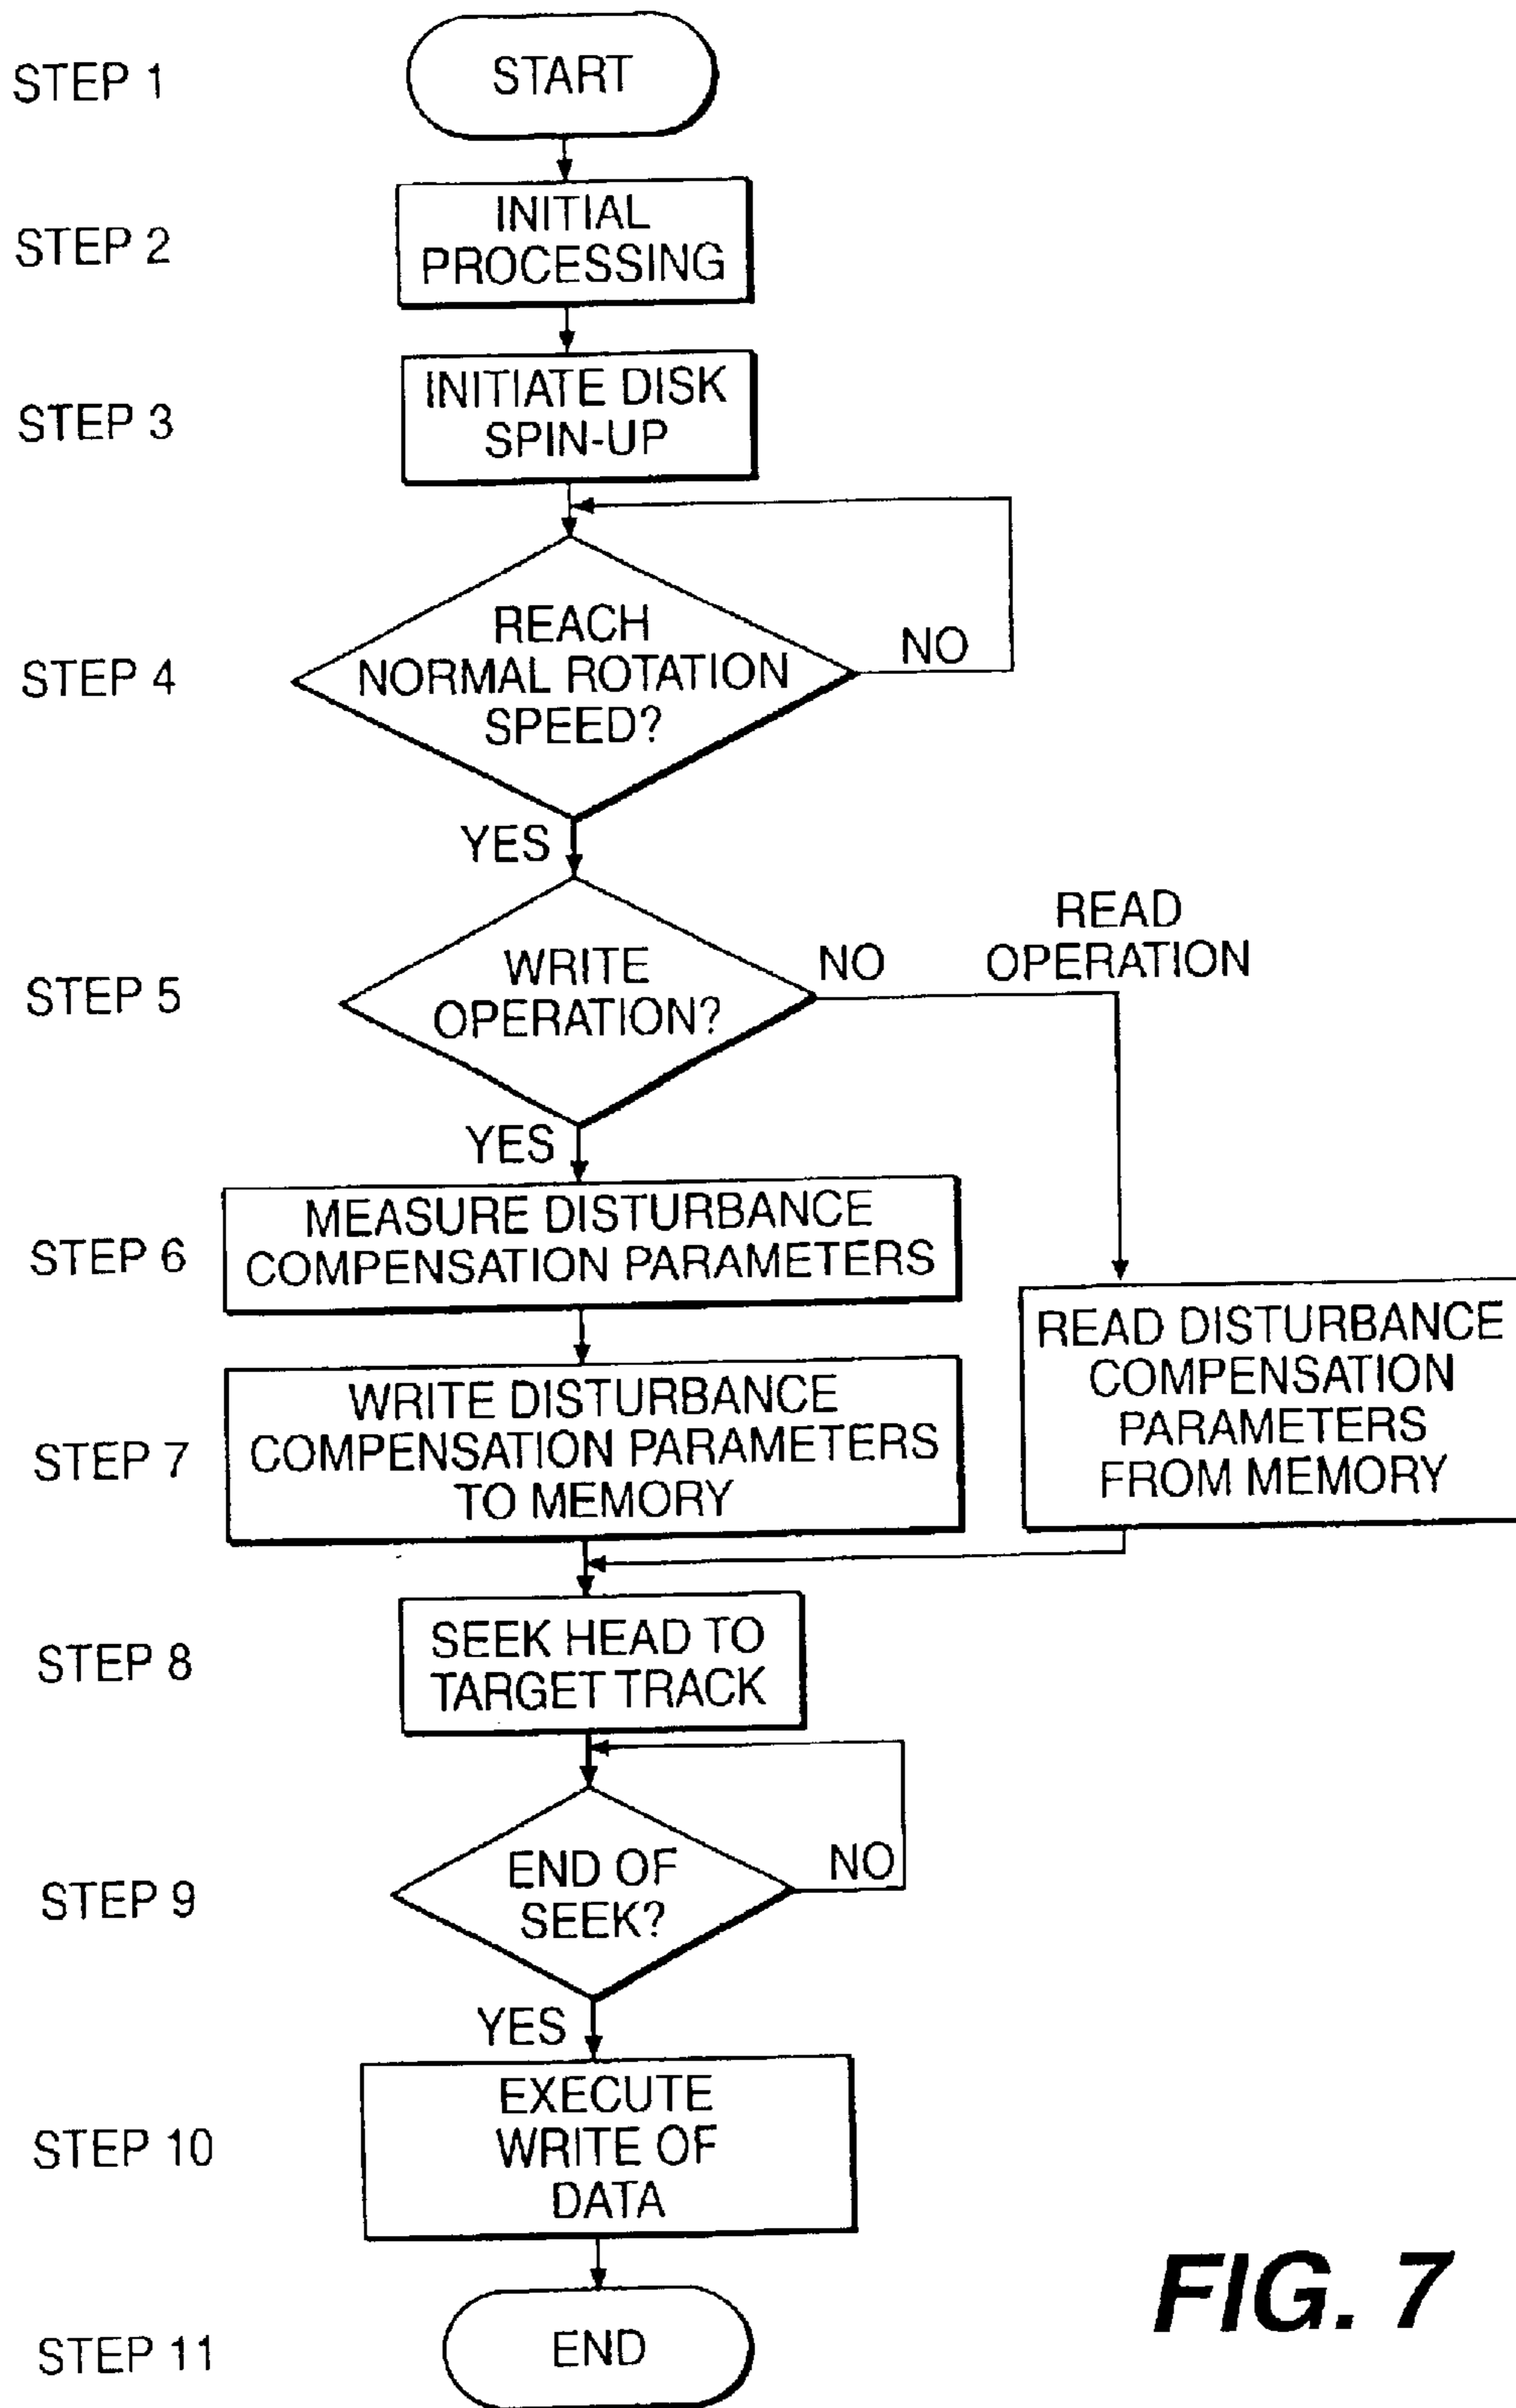 STEP 1
START
STEP 2
INITIAL
PROCESSING
STEP 3
INITIATE DISK
SPIN-UP
STEP 4
REACH
NORMAL ROTATION
SPEED?
NO
YES
STEP 5
WRITE
OPERATION?
NO
READ
OPERATION
YES
STEP 6
MEASURE DISTURBANCE
COMPENSATION PARAMETERS
STEP 7
WRITE DISTURBANCE
COMPENSATION PARAMETERS
TO MEMORY
READ DISTURBANCE
COMPENSATION
PARAMETERS
FROM MEMORY
STEP 8
SEEK HEAD TO
TARGET TRACK
STEP 9
END OF
SEEK?
NO
YES
STEP 10
EXECUTE
WRITE OF
DATA
STEP 11
END
FIG. 7